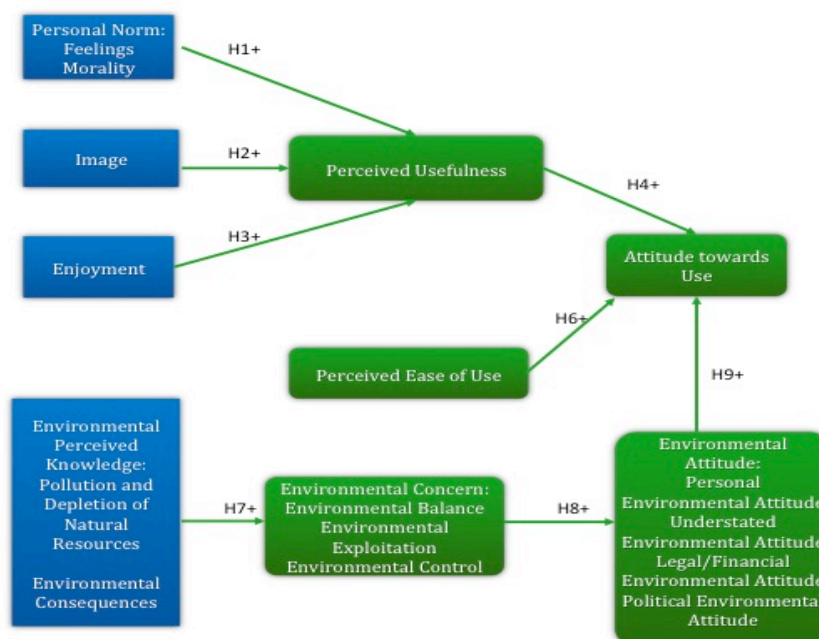 Personal Norm:
Feelings
Morality
H1+
Image
H2+
Perceived Usefulness
H4+
H3+
Enjoyment
Attitude towards
Use
H6+
Perceived Ease of Use
H9+
Environmental
Perceived
Knowledge:
Pollution and
Depletion of
Natural
Resources
Environmental
Consequences
H7+
Environmental Concern:
Environmental Balance
Environmental
Exploitation
Environmental Control
H8+
Environmental
Attitude:
Personal
Environmental Attitude
Understated
Environmental Attitude
Legal/Financial
Environmental Attitude
Political Environmental
Attitude